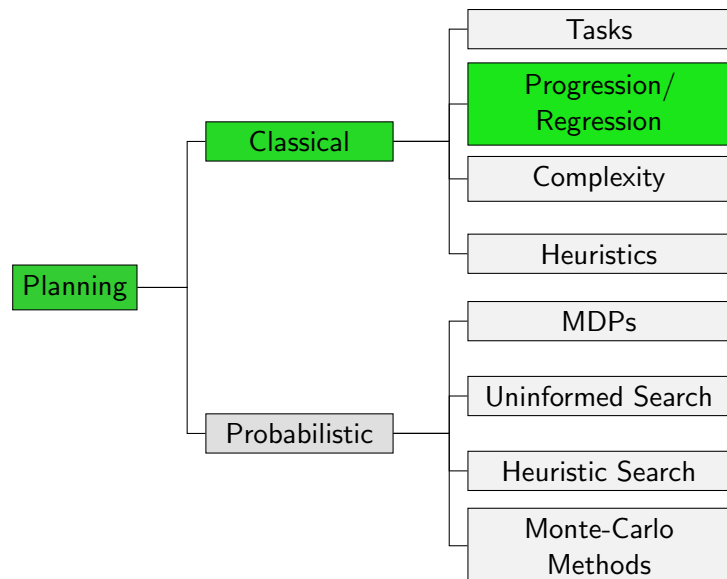 Planning
Classical
Tasks
Progression/
Regression
Complexity
Heuristics
Probabilistic
MDPs
Uninformed Search
Heuristic Search
Monte-Carlo
Methods